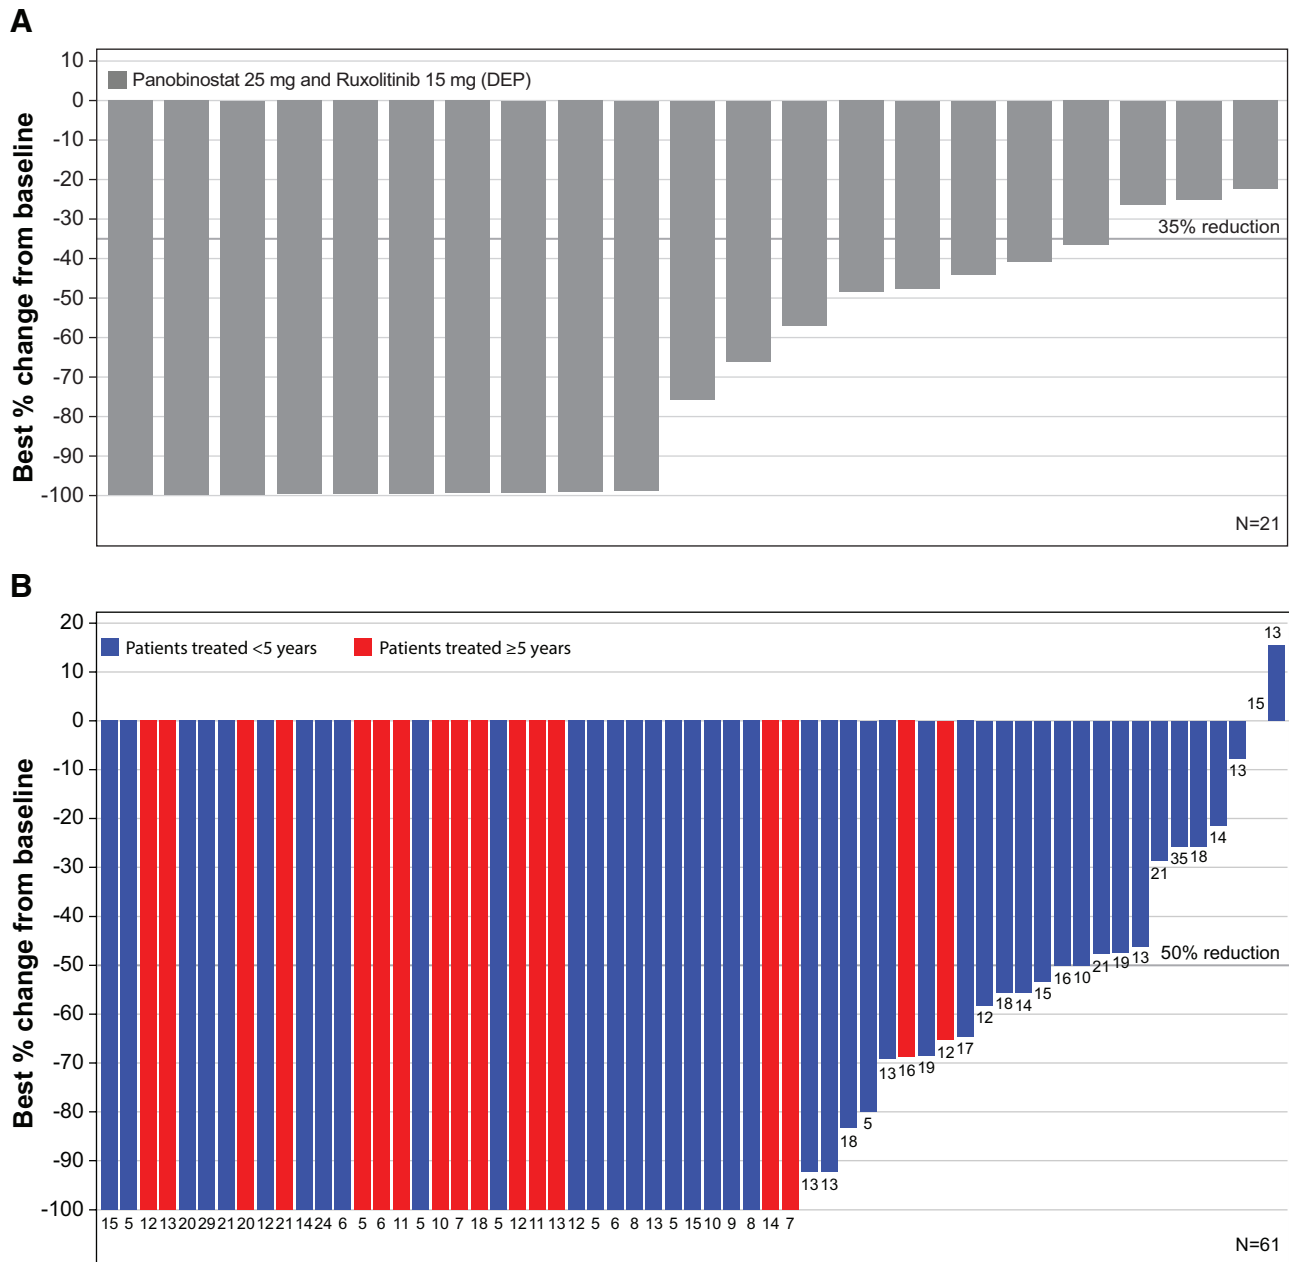 A
Best % change from baseline
10
0
-10
-20
-30
-40
-50
-60
-70
-80
-90
-100
Panobinostat 25 mg and Ruxolitinib 15 mg (DEP)
35% reduction
N=21
B
Best % change from baseline
20
10
0
-10
-20
-30
-40
-50
-60
-70
-80
-90
-100
Patients treated <5 years Patients treated ≥5 years
15 5 12 13 20 29 21 20 12 21 14 24 6 5 6 11 5 10 7 18 5 12 11 13 12 5 6 8 13 5 15 10 9 8 14 7
13 13 18 5 13 16 19 12 17 12 18 14 15 16 10 21 19 13 21 35 18 14 13 15 13
50% reduction
N=61